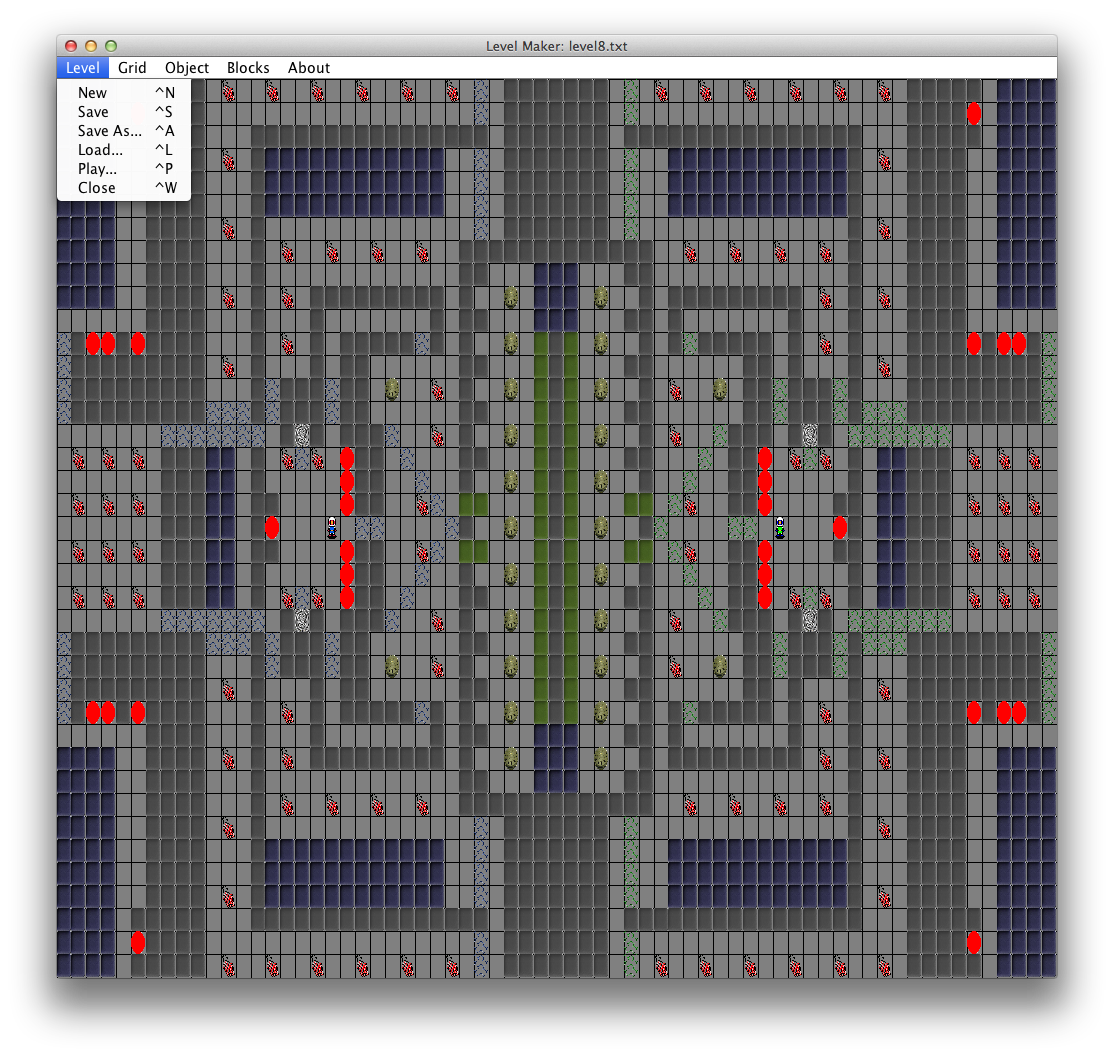 Level Maker: level8.txt
Level Grid Object Blocks About
New ^N
Save ^S
Save As... ^A
Load... ^L
Play... ^P
Close ^W